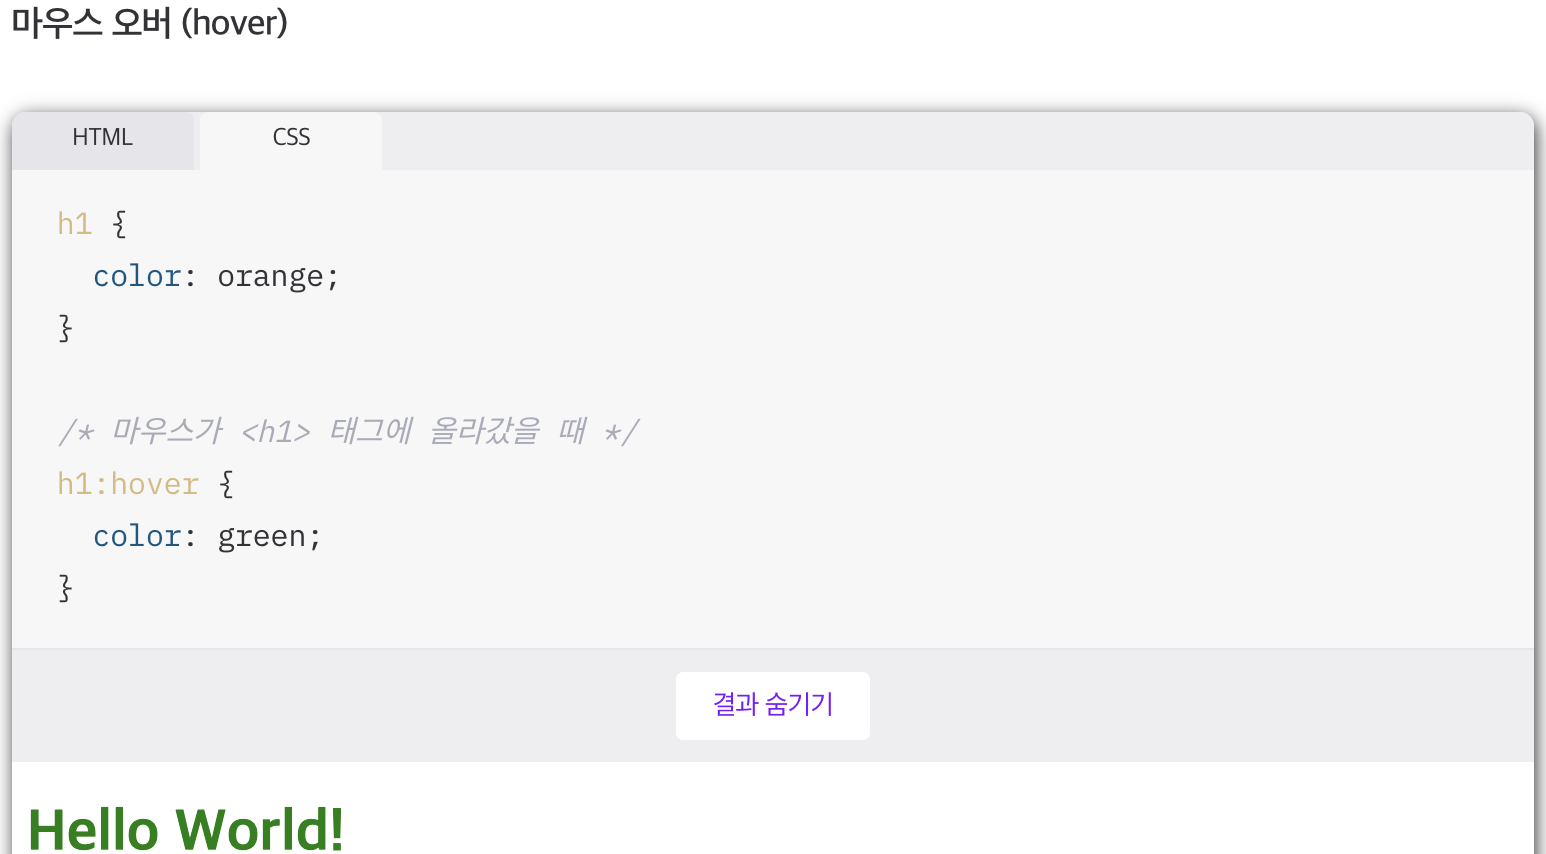 마우스 오버 (hover)
HTML CSS
h1 {
  color: orange;
}
/* 마우스가 <h1> 태그에 올라갔을 때 */
h1:hover {
  color: green;
}
결과 숨기기
Hello World!